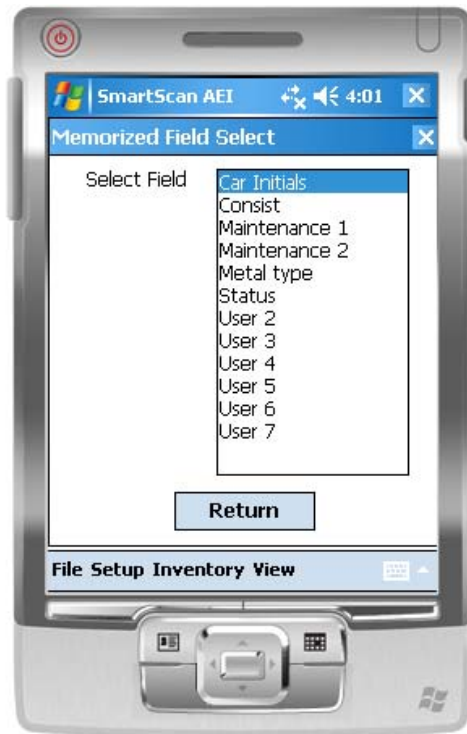 SmartScan AEI 4:01
Memorized Field Select
Select Field
Car Initials
Consist
Maintenance 1
Maintenance 2
Metal type
Status
User 2
User 3
User 4
User 5
User 6
User 7
Return
File Setup Inventory View